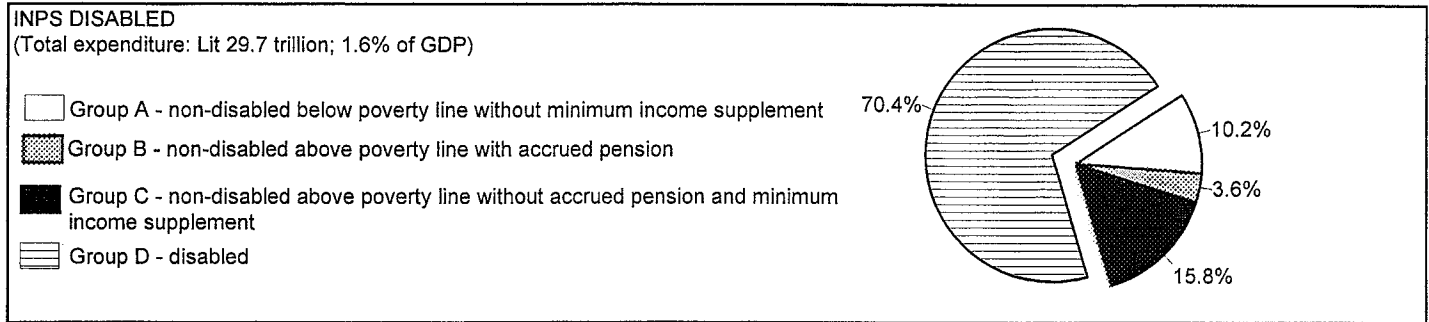 INPS DISABLED
(Total expenditure: Lit 29.7 trillion; 1.6% of GDP)
Group A - non-disabled below poverty line without minimum income supplement
Group B - non-disabled above poverty line with accrued pension
Group C - non-disabled above poverty line without accrued pension and minimum
income supplement
Group D - disabled
70.4%
10.2%
3.6%
15.8%